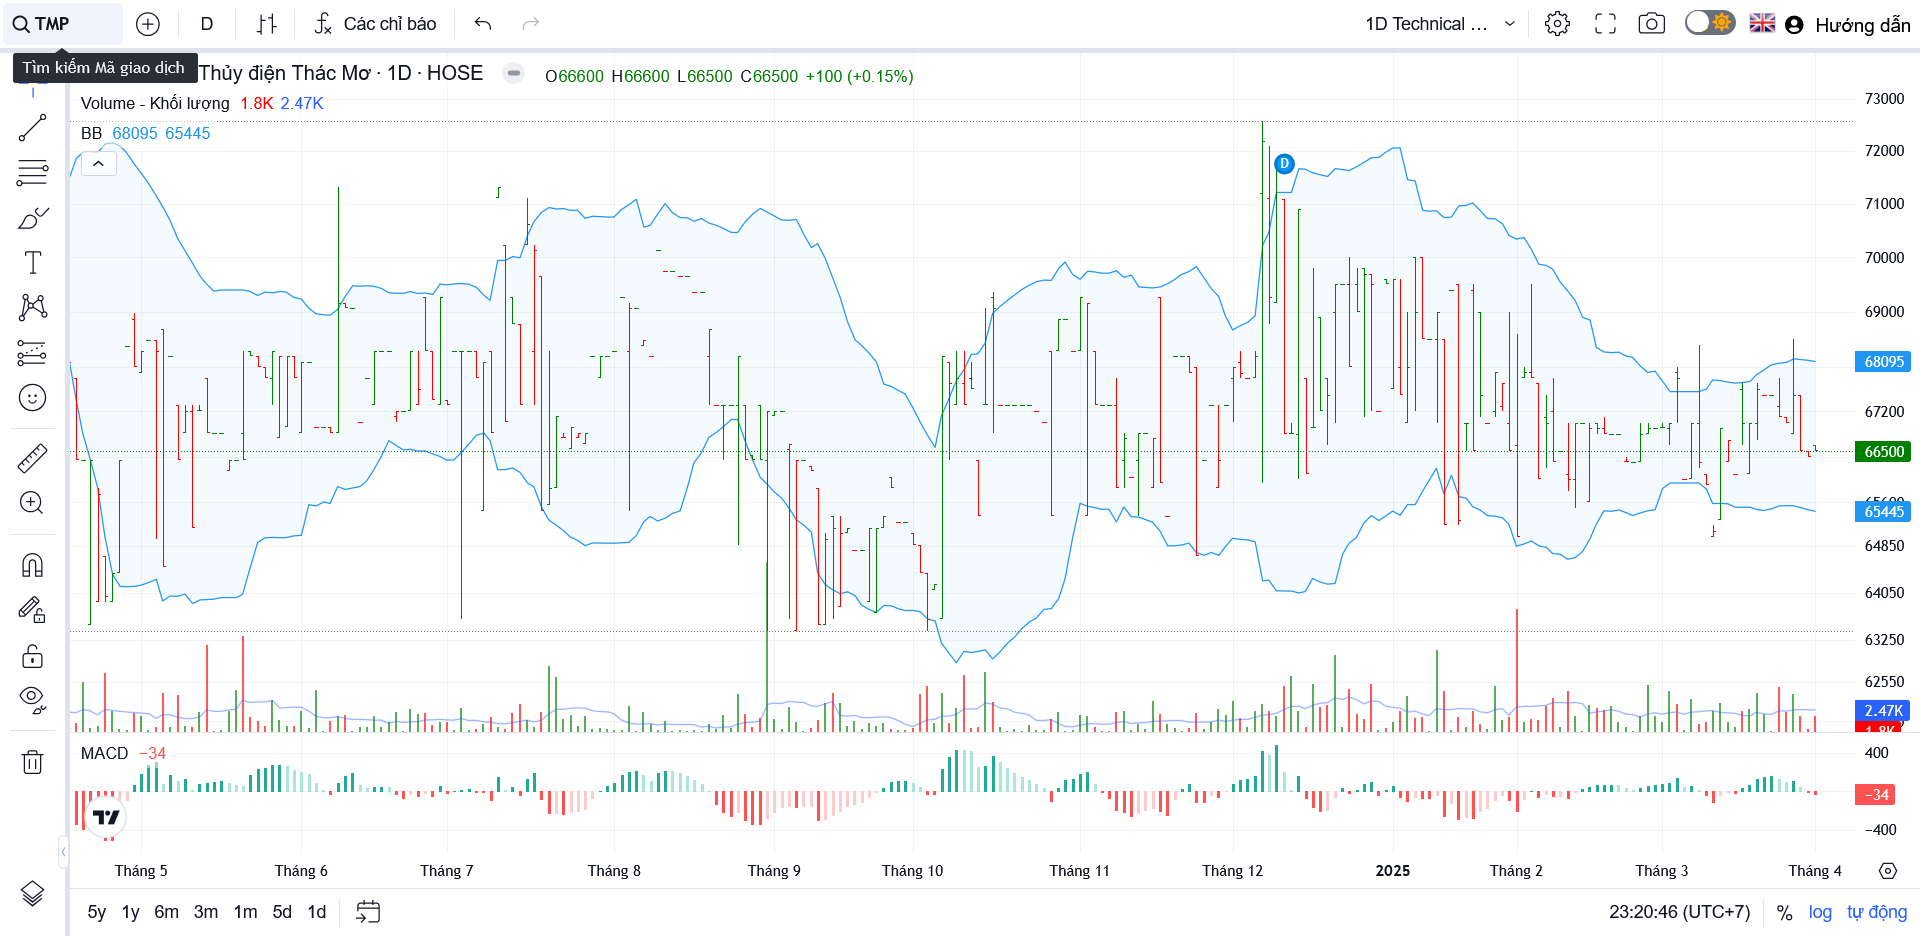 TMP
D
Các chỉ báo
1D Technical ...
Hướng dẫn
Tìm kiếm Mã giao dịch
Thủy điện Thác Mơ · 1D · HOSE
O66600 H66600 L66500 C66500 +100 (+0.15%)
Volume - Khối lượng 1.8K 2.47K
BB 68095 65445
D
73000
72000
71000
70000
69000
68095
67200
66500
65600
65445
64850
64050
63250
62550
2.47K
1.8K
MACD −34
400
−34
−400
Tháng 5
Tháng 6
Tháng 7
Tháng 8
Tháng 9
Tháng 10
Tháng 11
Tháng 12
2025
Tháng 2
Tháng 3
Tháng 4
5y 1y 6m 3m 1m 5d 1d
23:20:46 (UTC+7)
%
log
tự động